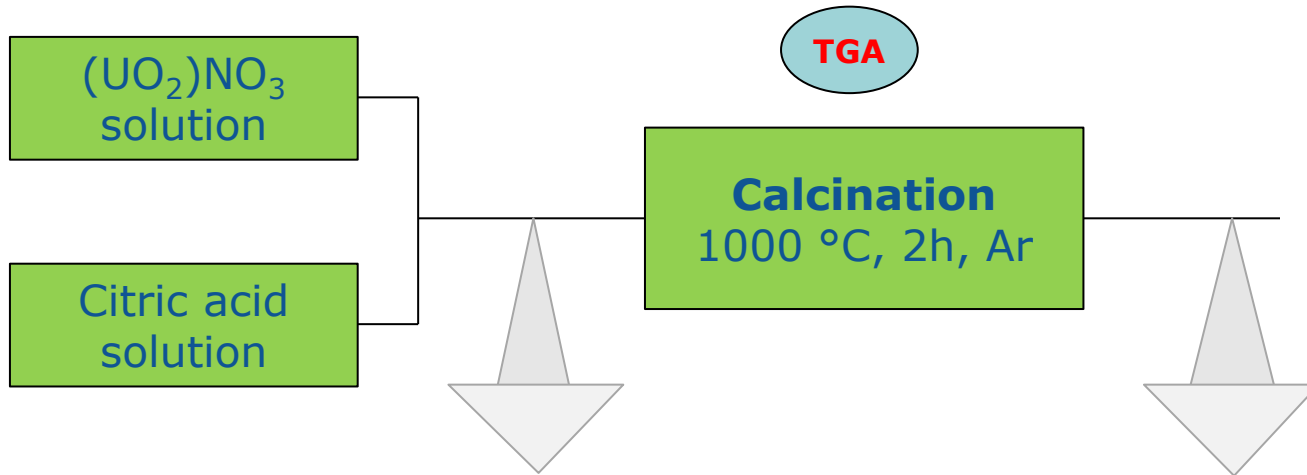 TGA
(UO₂)NO₃
solution
Calcination
1000 °C, 2h, Ar
Citric acid
solution